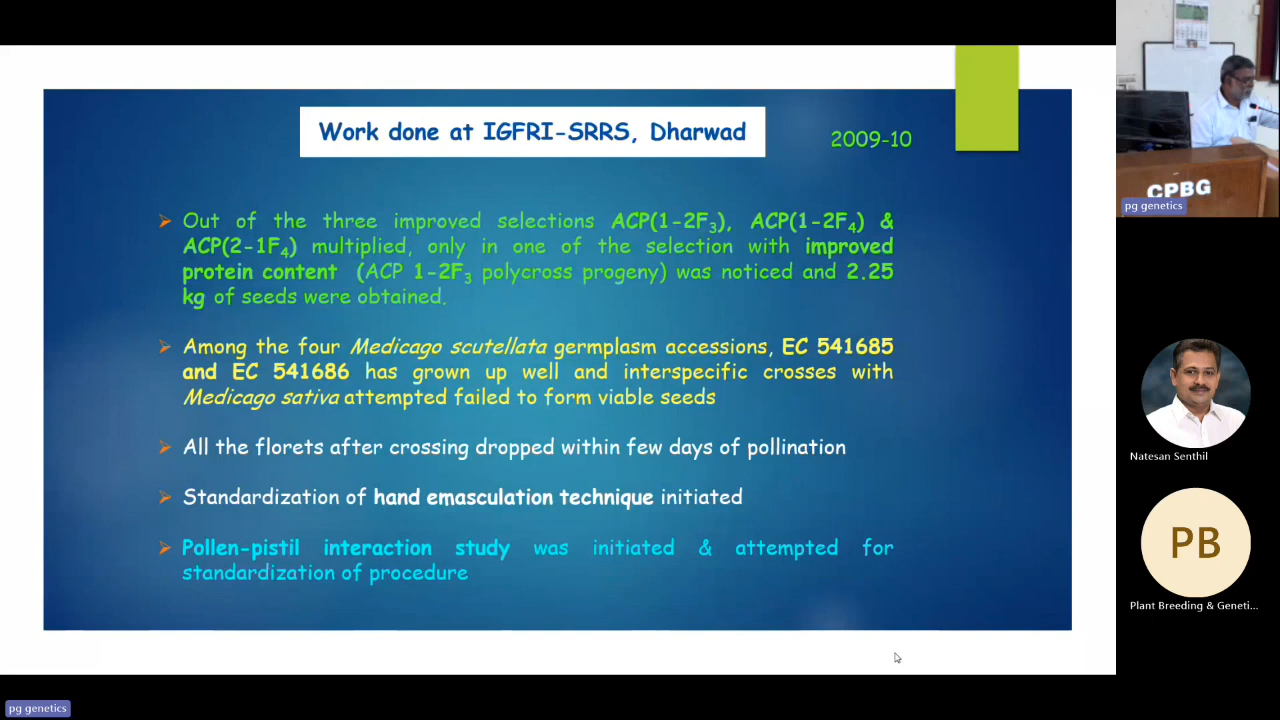 Work done at IGFRI-SRRS, Dharwad
2009-10
Out of the three improved selections ACP(1-2F₃), ACP(1-2F₄) &
ACP(2-1F₄) multiplied, only in one of the selection with improved
protein content (ACP 1-2F₃ polycross progeny) was noticed and 2.25
kg of seeds were obtained.
Among the four Medicago scutellata germplasm accessions, EC 541685
and EC 541686 has grown up well and interspecific crosses with
Medicago sativa attempted failed to form viable seeds
All the florets after crossing dropped within few days of pollination
Standardization of hand emasculation technique initiated
Pollen-pistil interaction study was initiated & attempted for
standardization of procedure
CPBG
pg genetics
Natesan Senthil
PB
Plant Breeding & Geneti...
pg genetics